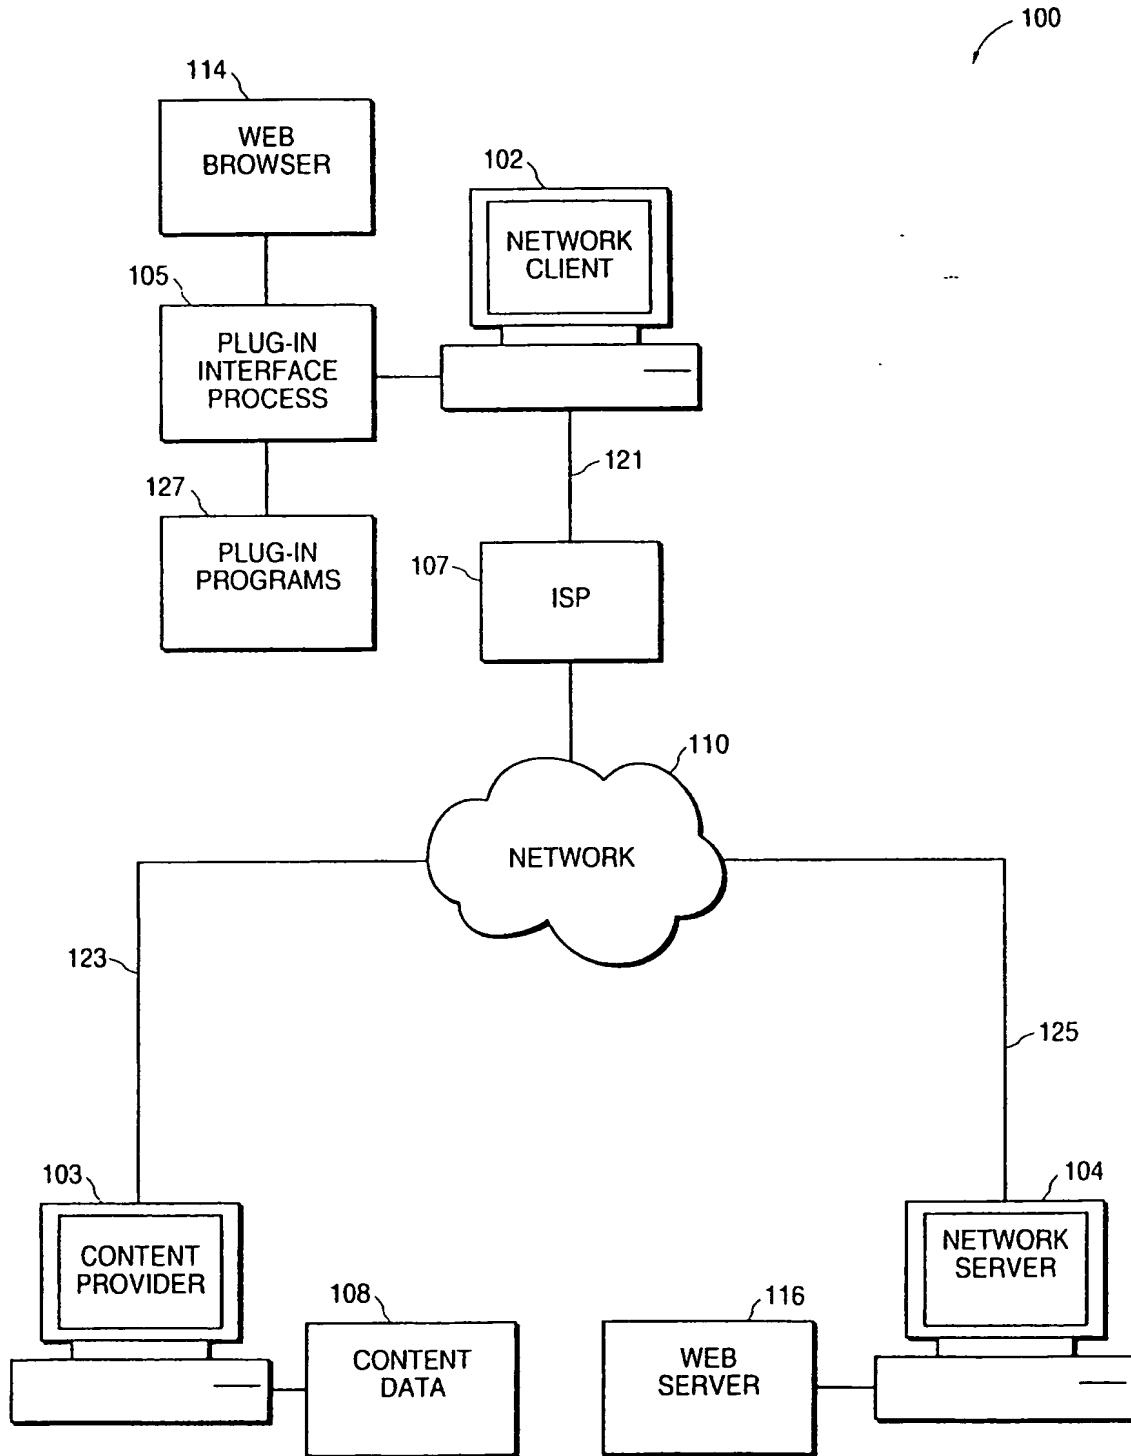 100
114
WEB
BROWSER
102
NETWORK
CLIENT
105
PLUG-IN
INTERFACE
PROCESS
121
127
PLUG-IN
PROGRAMS
107
ISP
110
NETWORK
123
125
103
CONTENT
PROVIDER
104
NETWORK
SERVER
108
CONTENT
DATA
116
WEB
SERVER